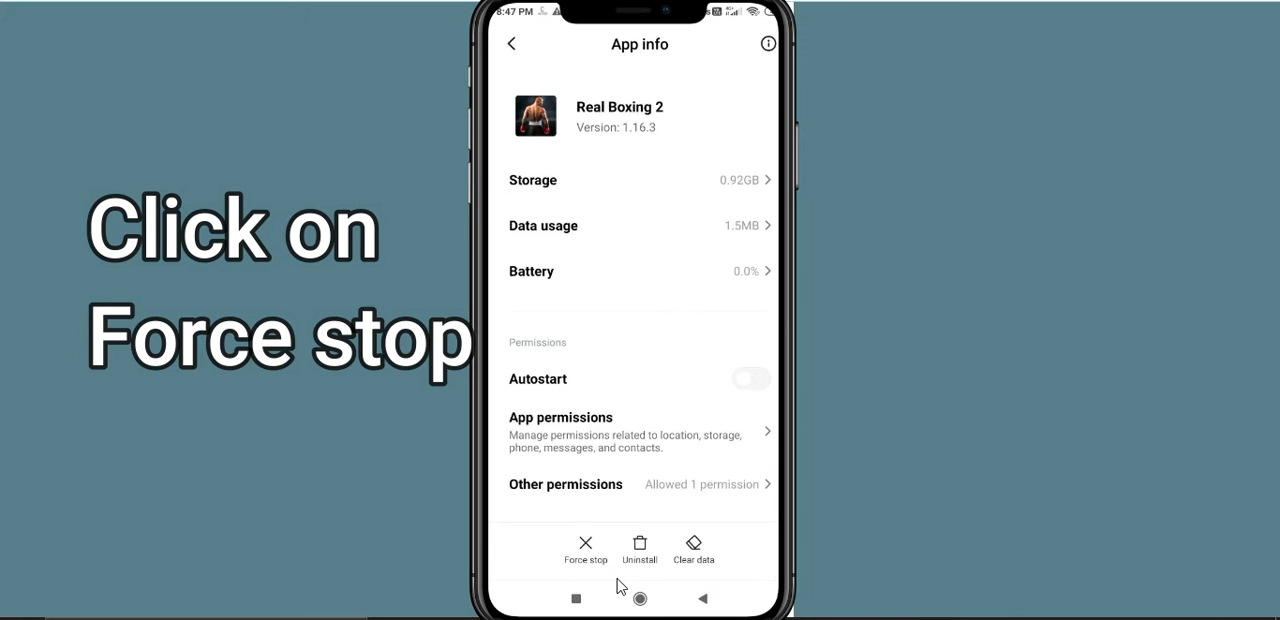 8:47 PM
App info
Real Boxing 2
Version: 1.16.3
Storage 0.92GB
Data usage 1.5MB
Battery 0.0%
Click on
Force stop
Permissions
Autostart
App permissions
Manage permissions related to location, storage,
phone, messages, and contacts.
Other permissions Allowed 1 permission
Force stop Uninstall Clear data